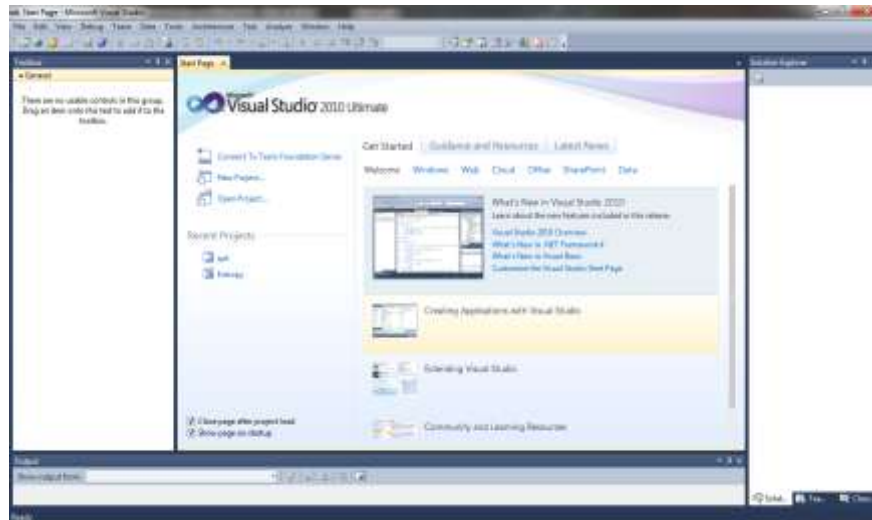 Start Page - Microsoft Visual Studio
File Edit View Debug Team Data Tools Architecture Test Analyze Window Help
Toolbox
Start Page
Solution Explorer
General
There are no usable controls in this group.
Drag an item onto this text to add it to the
toolbox.
Microsoft
Visual Studio 2010 Ultimate
Get Started Guidance and Resources Latest News
Welcome Windows Web Cloud Office SharePoint Data
Connect To Team Foundation Server
New Project...
Open Project...
What's New in Visual Studio 2010
Learn about the new features included in this release.
Visual Studio 2010 Overview
What's New in .NET Framework 4
What's New in Visual Basic
Customize the Visual Studio Start Page
Recent Projects
Creating Applications with Visual Studio
Extending Visual Studio
Community and Learning Resources
Close page after project load
Show page on startup
Output
Show output from:
Solut... Tea... Class
Ready